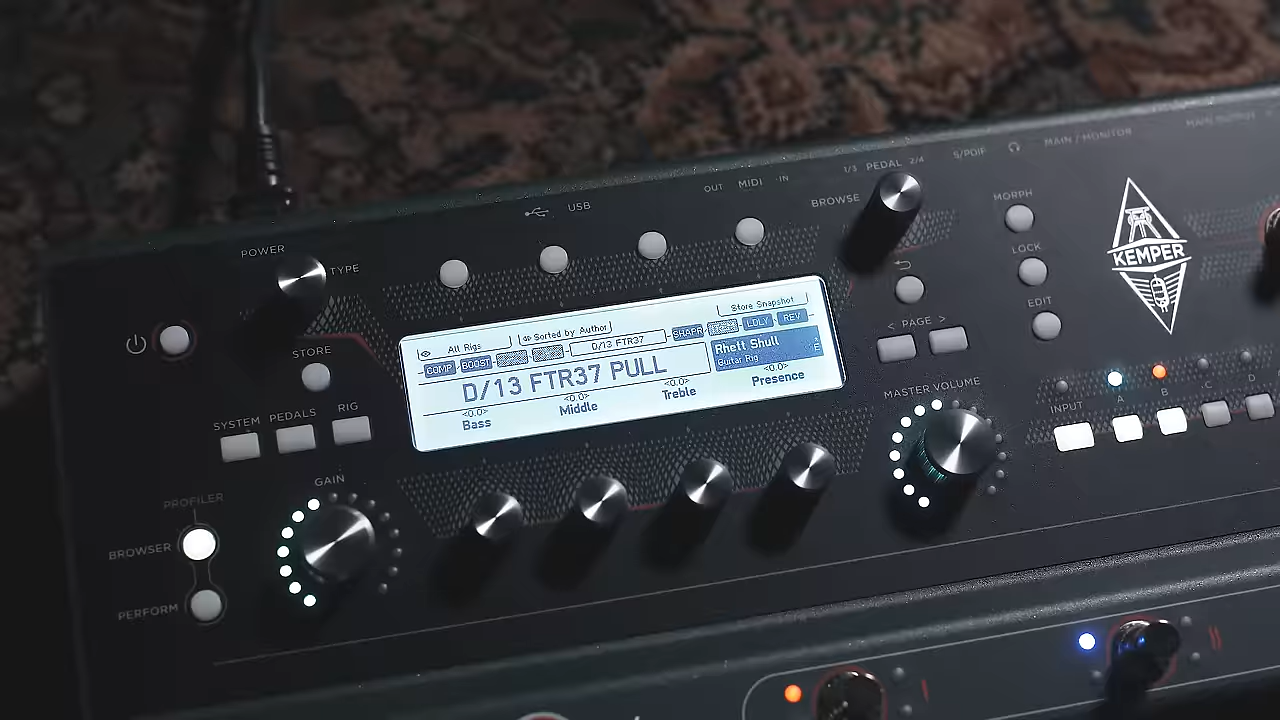 MAIN / MONITOR
S/PDIF
1/3 PEDAL 2/4
OUT MIDI IN
USB
BROWSE
MORPH
LOCK
EDIT
KEMPER
POWER
TYPE
STORE
SYSTEM PEDALS RIG
< PAGE >
MASTER VOLUME
INPUT A B C D
All Rigs
Sorted by Author
Store Snapshot
COMP BOOST D/13 FTR37 SHAPR LDLY REV
D/13 FTR37 PULL
Rhett Shull
Guitar Rig
<0.0> <0.0> <0.0> <0.0>
Bass Middle Treble Presence
GAIN
PROFILER
BROWSER
PERFORM